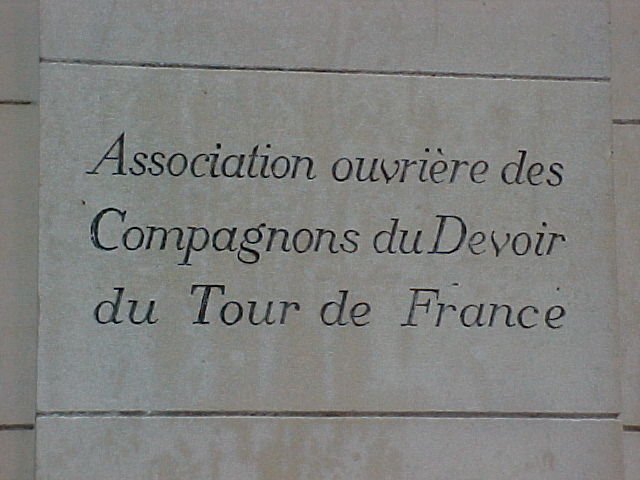 Association ouvrière des
Compagnons du Devoir
du Tour de France